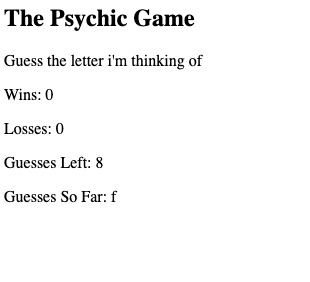 The Psychic Game
Guess the letter i'm thinking of
Wins: 0
Losses: 0
Guesses Left: 8
Guesses So Far: f